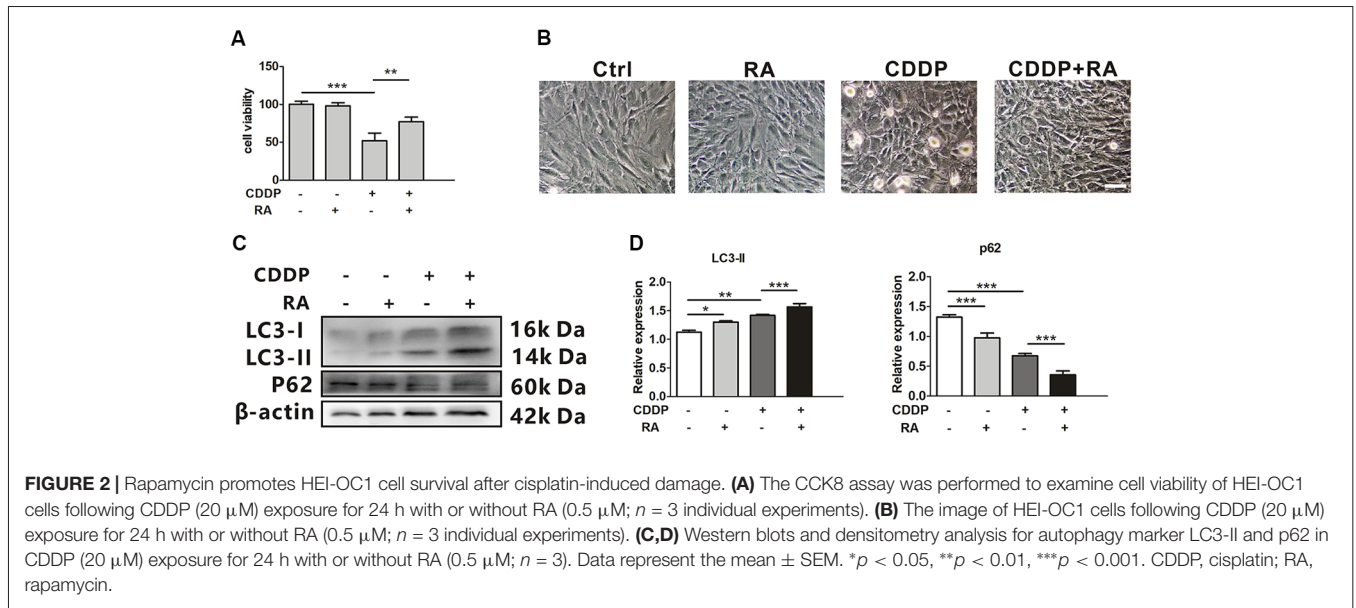 A
150
100
50
0
cell viability
***
**
CDDP - - + +
RA - + - +
B
Ctrl RA CDDP CDDP+RA
C
CDDP - - + +
RA - + - +
LC3-I 16k Da
LC3-II 14k Da
P62 60k Da
β-actin 42k Da
D
LC3-II
Relative expression
2.0
1.5
1.0
0.5
0.0
*
**
***
CDDP - - + +
RA - + - +
p62
Relative expression
2.0
1.5
1.0
0.5
0.0
***
***
***
CDDP - - + +
RA - + - +
FIGURE 2 | Rapamycin promotes HEI-OC1 cell survival after cisplatin-induced damage. (A) The CCK8 assay was performed to examine cell viability of HEI-OC1
cells following CDDP (20 μM) exposure for 24 h with or without RA (0.5 μM; n = 3 individual experiments). (B) The image of HEI-OC1 cells following CDDP (20 μM)
exposure for 24 h with or without RA (0.5 μM; n = 3 individual experiments). (C,D) Western blots and densitometry analysis for autophagy marker LC3-II and p62 in
CDDP (20 μM) exposure for 24 h with or without RA (0.5 μM; n = 3). Data represent the mean ± SEM. *p < 0.05, **p < 0.01, ***p < 0.001. CDDP, cisplatin; RA,
rapamycin.